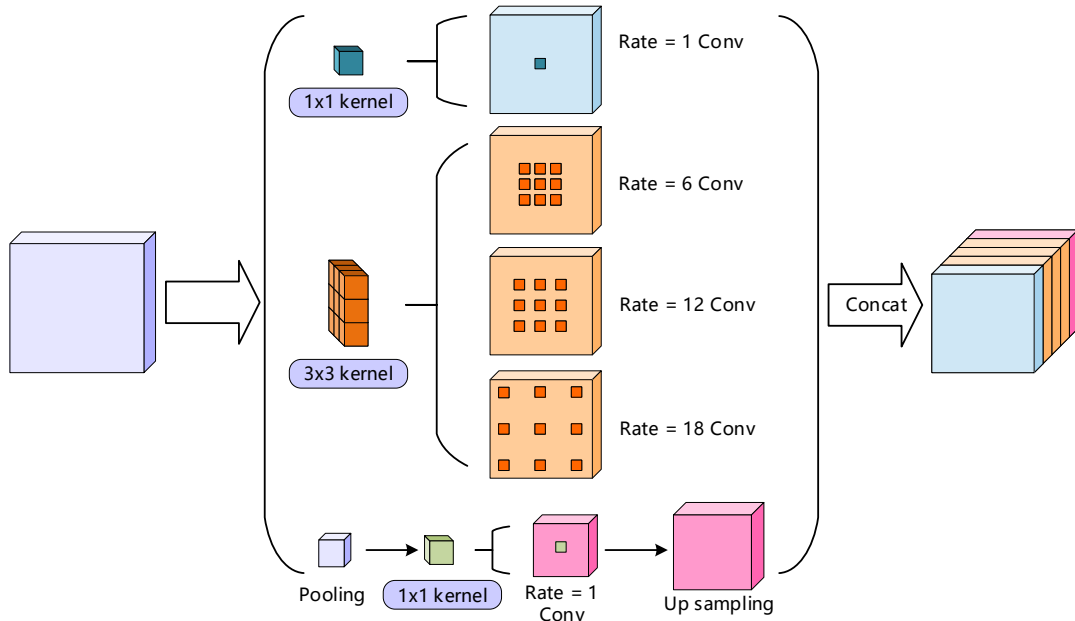 Rate = 1 Conv
1x1 kernel
Rate = 6 Conv
Rate = 12 Conv
Concat
3x3 kernel
Rate = 18 Conv
Pooling
1x1 kernel
Rate = 1
Conv
Up sampling